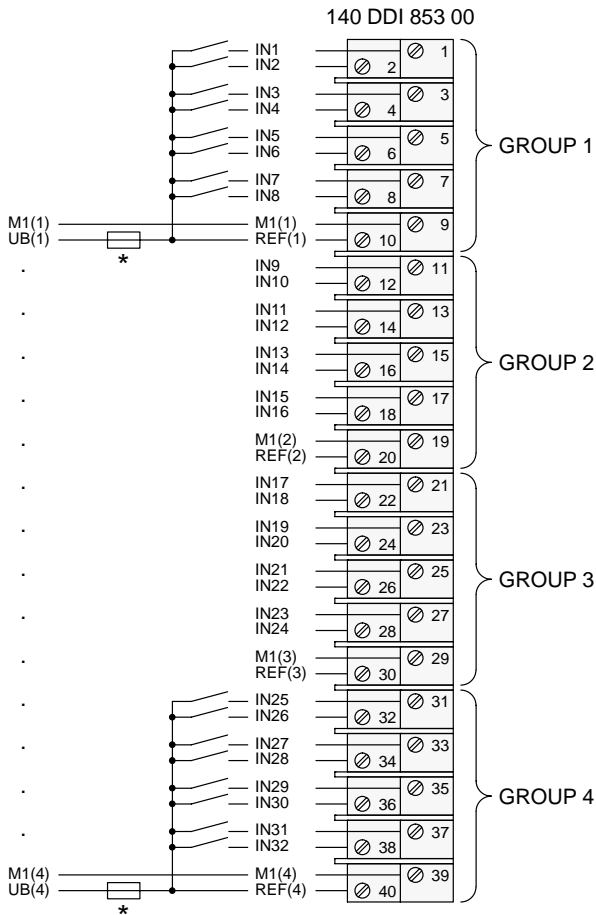 140 DDI 853 00
IN1 1
IN2 2
IN3 3
IN4 4
IN5 5
IN6 6
IN7 7
IN8 8
M1(1) M1(1) 9
UB(1) REF(1) 10
*
GROUP 1
. IN9 11
IN10 12
. IN11 13
IN12 14
. IN13 15
IN14 16
. IN15 17
IN16 18
. M1(2) 19
REF(2) 20
GROUP 2
. IN17 21
IN18 22
. IN19 23
IN20 24
. IN21 25
IN22 26
. IN23 27
IN24 28
. M1(3) 29
REF(3) 30
GROUP 3
. IN25 31
IN26 32
. IN27 33
IN28 34
. IN29 35
IN30 36
. IN31 37
IN32 38
M1(4) M1(4) 39
UB(4) REF(4) 40
*
GROUP 4